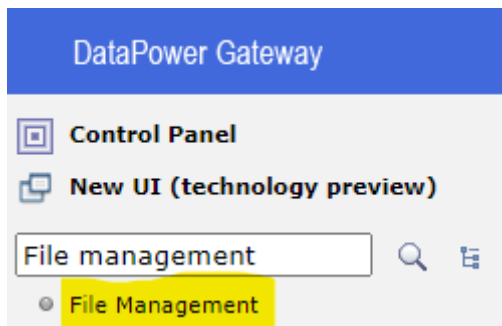 DataPower Gateway
Control Panel
New UI (technology preview)
File management
File Management